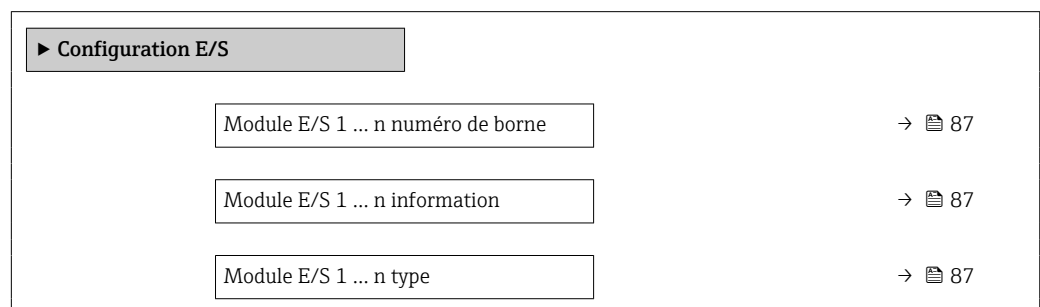 ▶ Configuration E/S
Module E/S 1 … n numéro de borne → 87
Module E/S 1 … n information → 87
Module E/S 1 … n type → 87